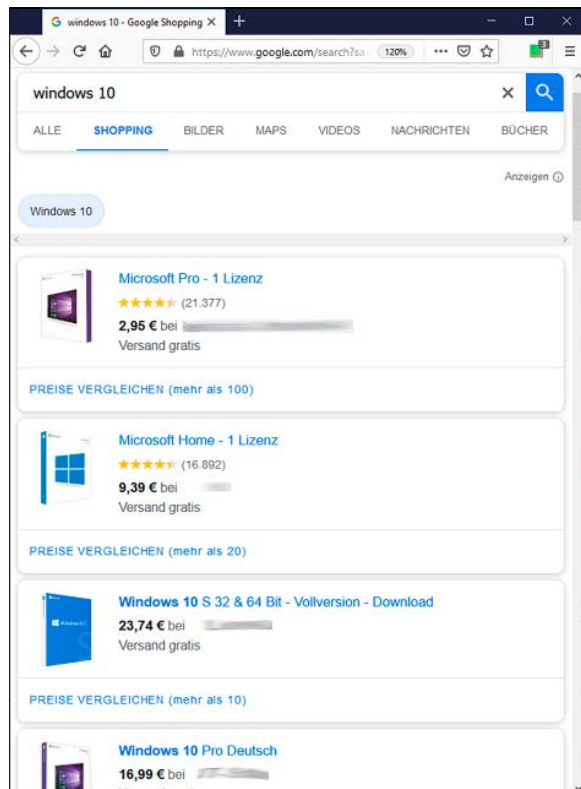 windows 10 - Google Shopping
https://www.google.com/search?sa
120%
3
windows 10
ALLE SHOPPING BILDER MAPS VIDEOS NACHRICHTEN BÜCHER
Anzeigen
Windows 10
Microsoft Pro - 1 Lizenz
(21.377)
2,95 € bei
Versand gratis
PREISE VERGLEICHEN (mehr als 100)
Microsoft Home - 1 Lizenz
(16.892)
9,39 € bei
Versand gratis
PREISE VERGLEICHEN (mehr als 20)
Windows 10 S 32 & 64 Bit - Vollversion - Download
23,74 € bei
Versand gratis
PREISE VERGLEICHEN (mehr als 10)
Windows 10 Pro Deutsch
16,99 € bei